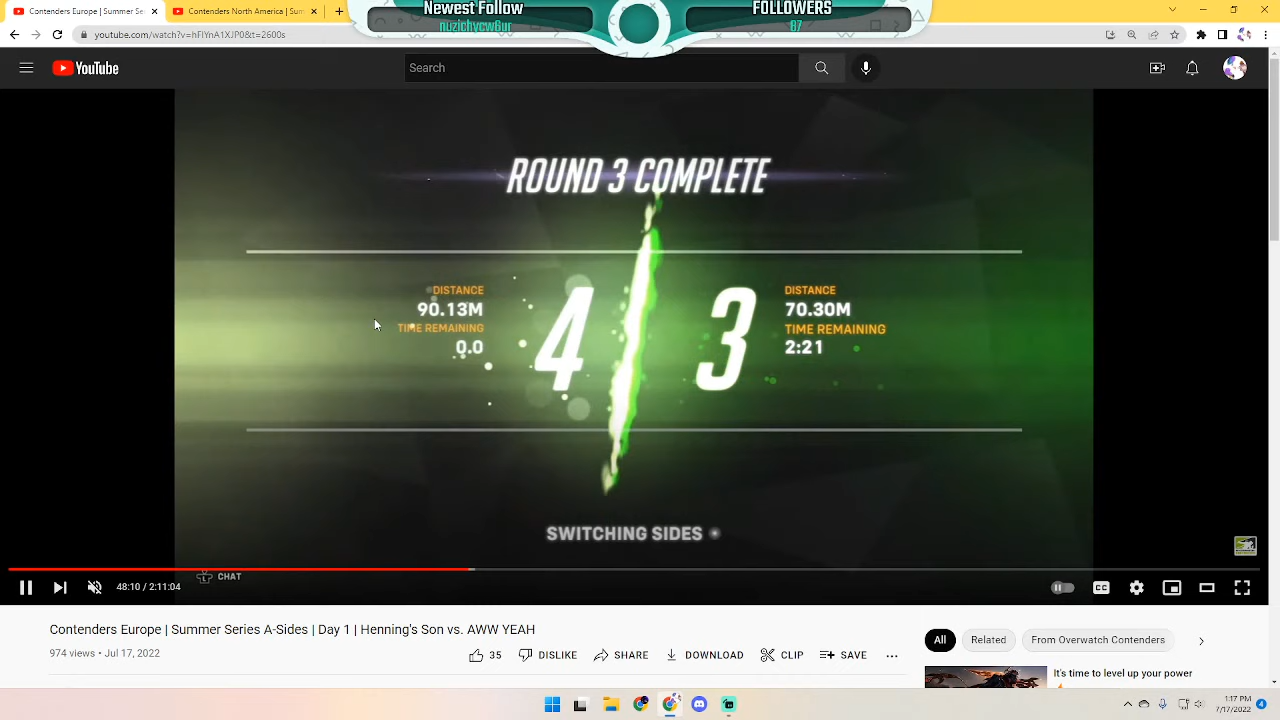 Newest Follow
nuzichvcw6ur
FOLLOWERS
87
Contenders Europe | Summer Se
Contenders North America | Sum
t=2600s
YouTube
Search
ROUND 3 COMPLETE
DISTANCE
90.13M
TIME REMAINING
0.0
4
3
DISTANCE
70.30M
TIME REMAINING
2:21
SWITCHING SIDES
CHAT
48:10 / 2:11:04
CC
Contenders Europe | Summer Series A-Sides | Day 1 | Henning's Son vs. AWW YEAH
974 views • Jul 17, 2022
35
DISLIKE
SHARE
DOWNLOAD
CLIP
SAVE
All
Related
From Overwatch Contenders
It's time to level up your power
1:17 PM
7/17/2022
4